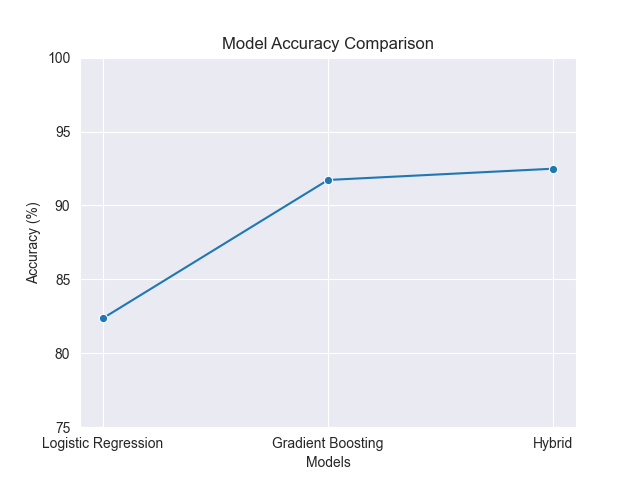 Model Accuracy Comparison
100
95
90
85
80
75
Accuracy (%)
Logistic Regression
Gradient Boosting
Hybrid
Models